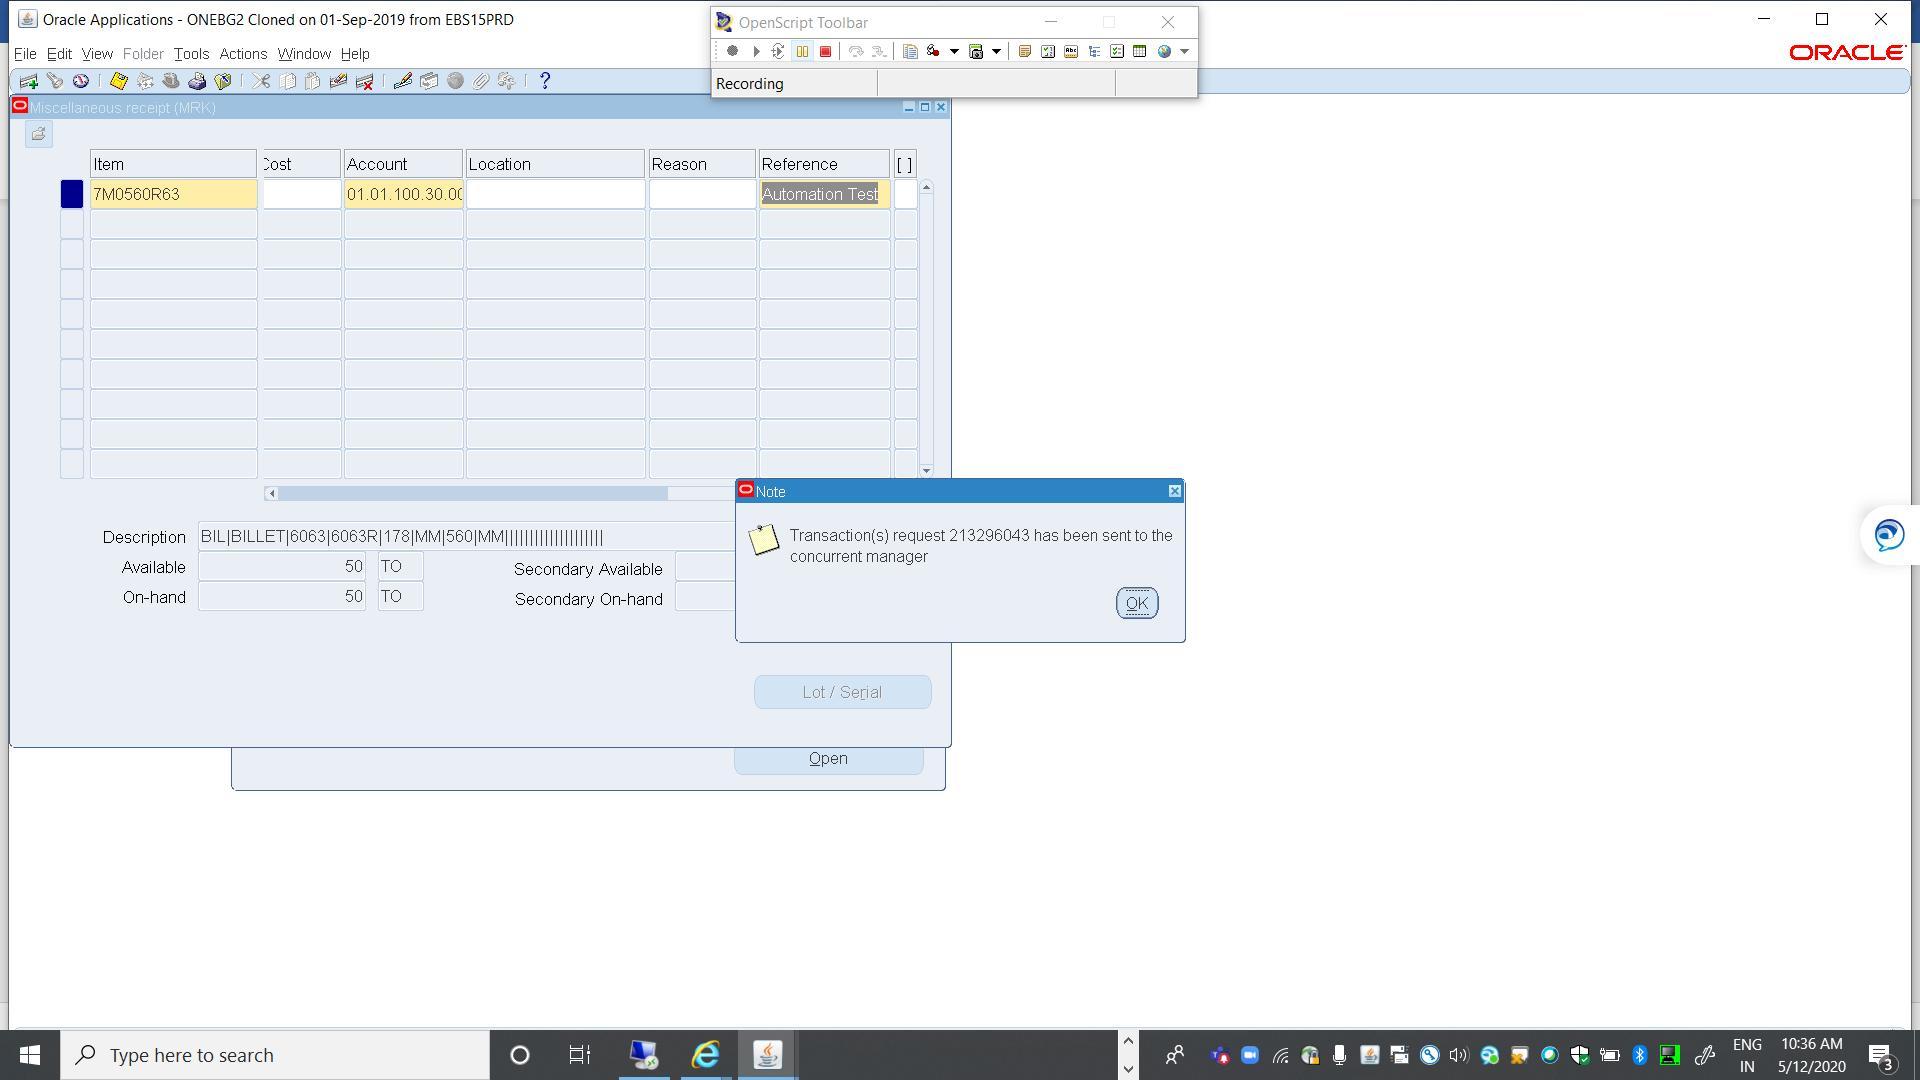 Oracle Applications - ONEBG2 Cloned on 01-Sep-2019 from EBS15PRD
OpenScript Toolbar
File Edit View Folder Tools Actions Window Help
ORACLE
Recording
Miscellaneous receipt (MRK)
Item Cost Account Location Reason Reference [ ]
7M0560R63 01.01.100.30.00 Automation Test
Note
Transaction(s) request 213296043 has been sent to the
concurrent manager
OK
Description BIL|BILLET|6063|6063R|178|MM|560|MM||||||||||||||||||||
Available 50 TO Secondary Available
On-hand 50 TO Secondary On-hand
Lot / Serial
Open
Type here to search
ENG
IN
10:36 AM
5/12/2020
3